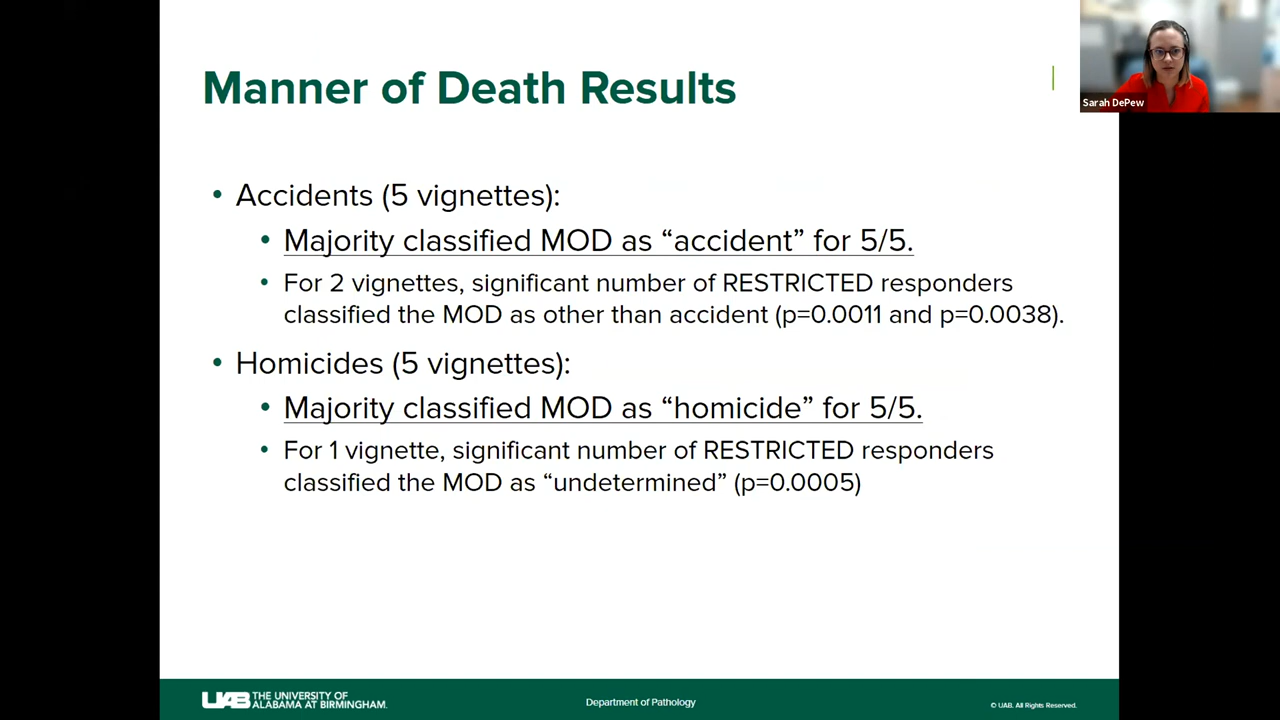 Manner of Death Results
Sarah DePew
• Accidents (5 vignettes):
• Majority classified MOD as “accident” for 5/5.
• For 2 vignettes, significant number of RESTRICTED responders
classified the MOD as other than accident (p=0.0011 and p=0.0038).
• Homicides (5 vignettes):
• Majority classified MOD as “homicide” for 5/5.
• For 1 vignette, significant number of RESTRICTED responders
classified the MOD as “undetermined” (p=0.0005)
UAB THE UNIVERSITY OF
ALABAMA AT BIRMINGHAM.
Department of Pathology
© UAB. All Rights Reserved.